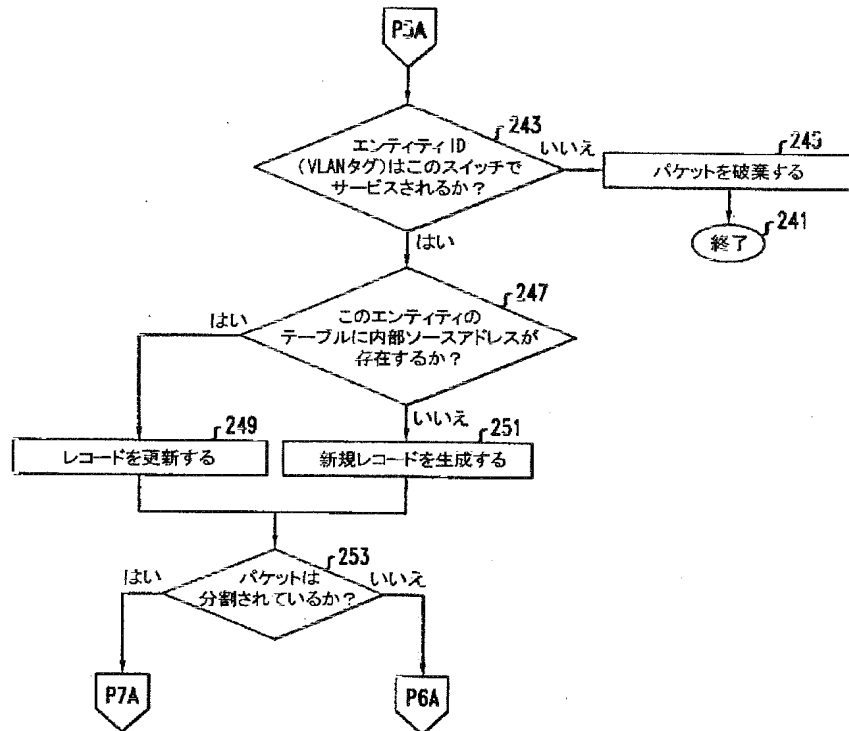 P5A
243
エンティティID
(VLANタグ)はこのスイッチで
サービスされるか？
いいえ
245
パケットを破棄する
241
終了
はい
247
このエンティティの
テーブルに内部ソースアドレスが
存在するか？
はい
いいえ
249
レコードを更新する
251
新規レコードを生成する
253
パケットは
分割されているか？
はい
いいえ
P7A
P6A